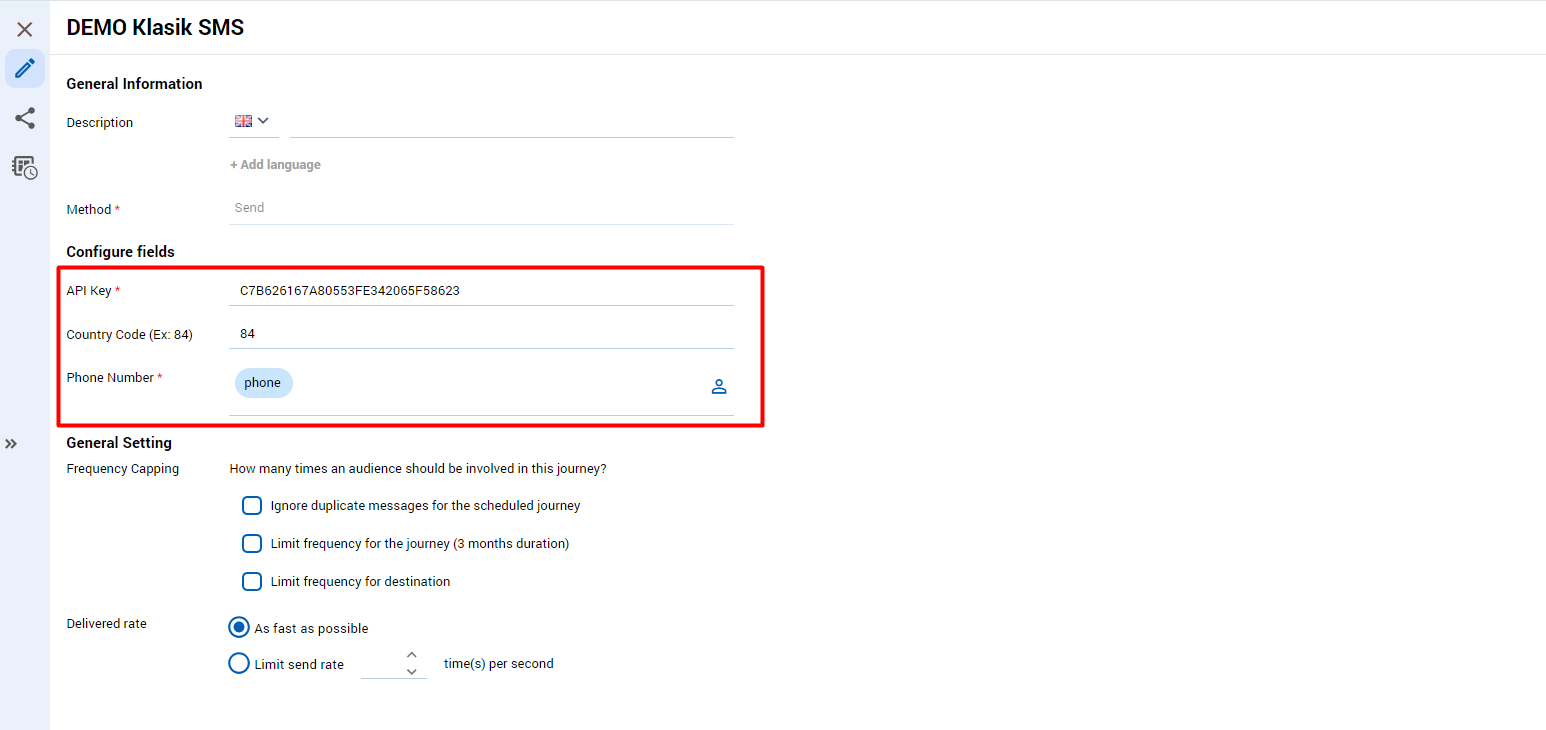 DEMO Klasik SMS
General Information
Description
+ Add language
Method * Send
Configure fields
API Key * C7B626167A80553FE342065F58623
Country Code (Ex: 84) 84
Phone Number * phone
General Setting
Frequency Capping How many times an audience should be involved in this journey?
Ignore duplicate messages for the scheduled journey
Limit frequency for the journey (3 months duration)
Limit frequency for destination
Delivered rate As fast as possible
Limit send rate time(s) per second